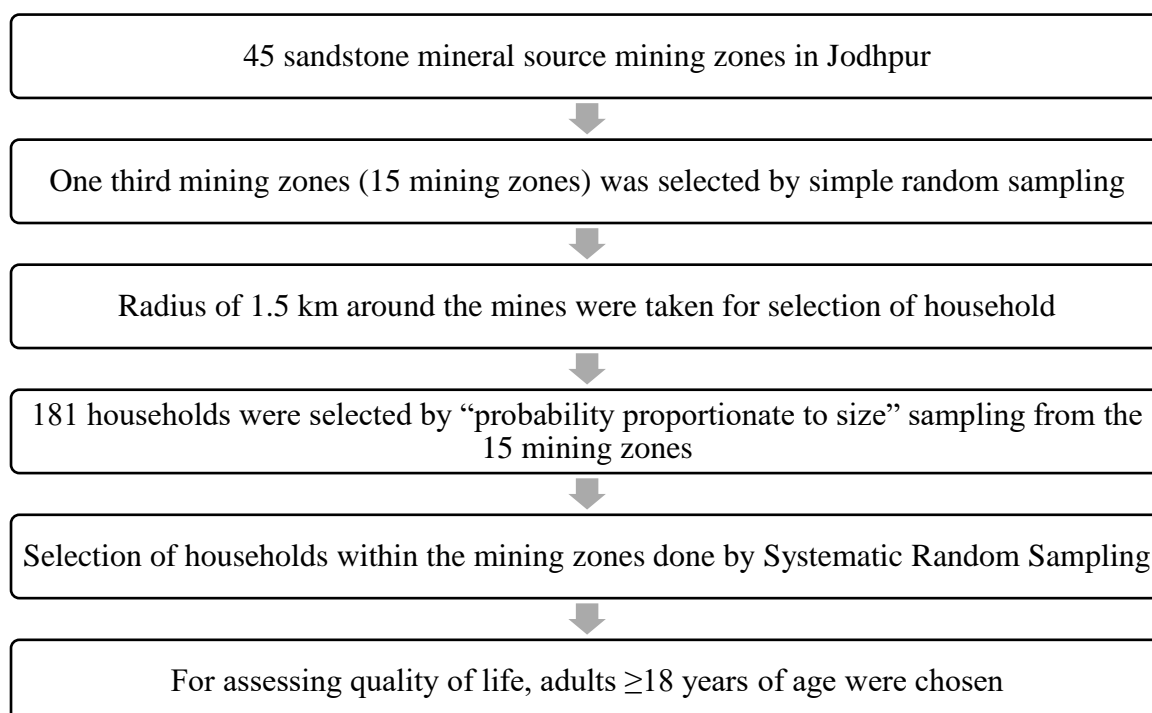 45 sandstone mineral source mining zones in Jodhpur
One third mining zones (15 mining zones) was selected by simple random sampling
Radius of 1.5 km around the mines were taken for selection of household
181 households were selected by “probability proportionate to size” sampling from the
15 mining zones
Selection of households within the mining zones done by Systematic Random Sampling
For assessing quality of life, adults ≥18 years of age were chosen